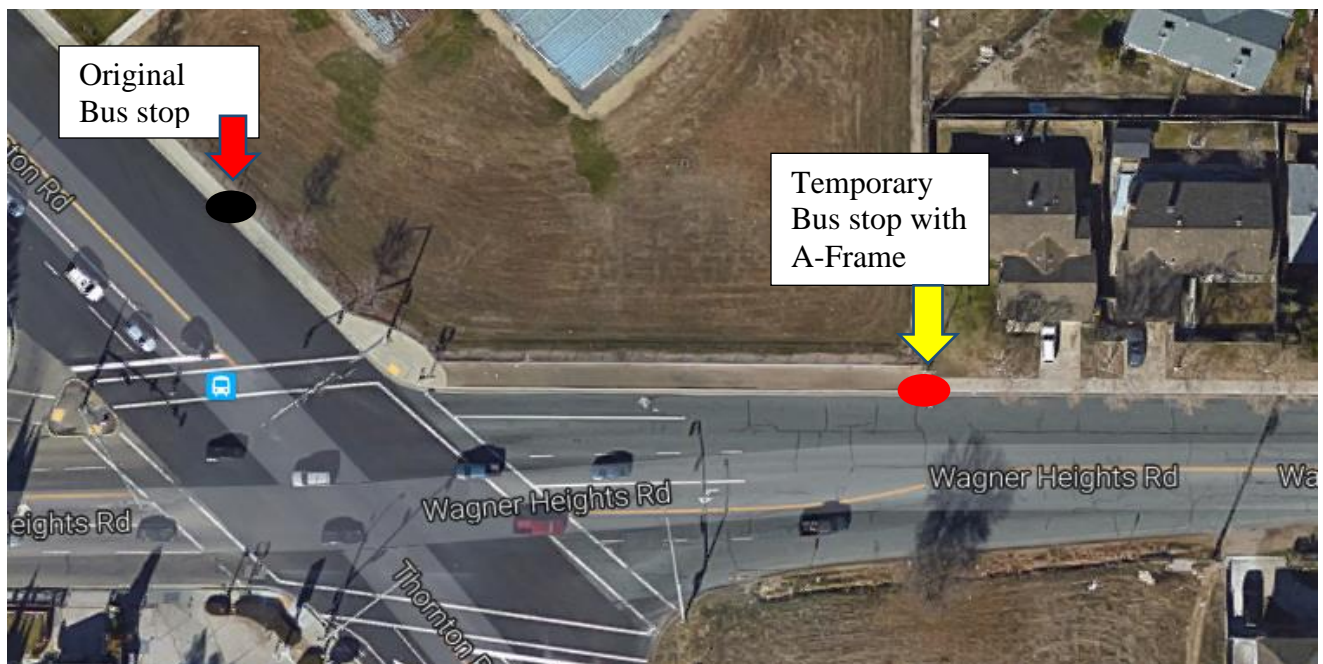 Original
Bus stop
ton Rd
Temporary
Bus stop with
A-Frame
Wagner Heights Rd
Wa
Wagner Heights Rd
eights Rd
Thornton R